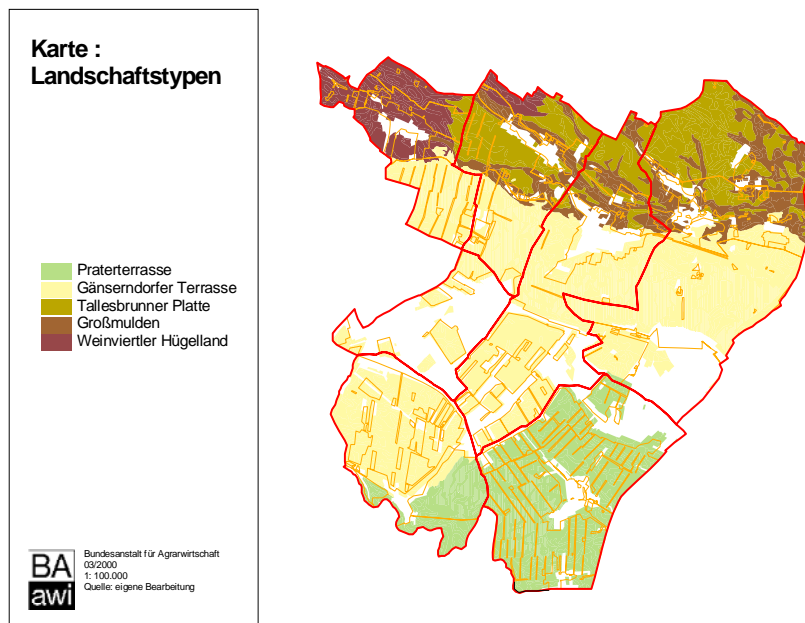 Karte :
Landschaftstypen
Praterterrasse
Gänserndorfer Terrasse
Tallesbrunner Platte
Großmulden
Weinviertler Hügelland
BA
awi
Bundesanstalt für Agrarwirtschaft
03/2000
1: 100.000
Quelle: eigene Bearbeitung